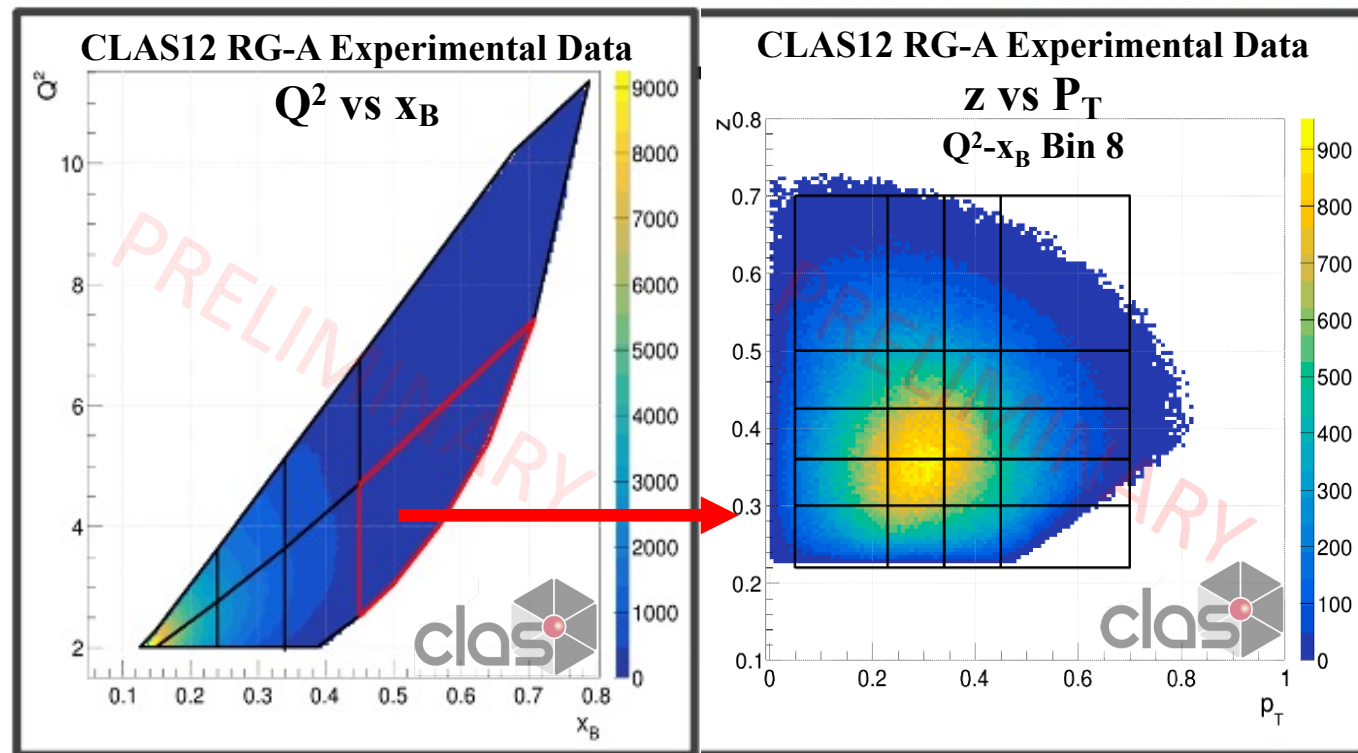 CLAS12 RG-A Experimental Data
Q² vs x_B
Q²
10
8
6
4
2
0.1 0.2 0.3 0.4 0.5 0.6 0.7 0.8
x_B
9000
8000
7000
6000
5000
4000
3000
2000
1000
0
PRELIMINARY
clas
CLAS12 RG-A Experimental Data
z vs P_T
Q²-x_B Bin 8
z
0.8
0.7
0.6
0.5
0.4
0.3
0.2
0.1
0 0.2 0.4 0.6 0.8 1
p_T
900
800
700
600
500
400
300
200
100
0
PRELIMINARY
clas